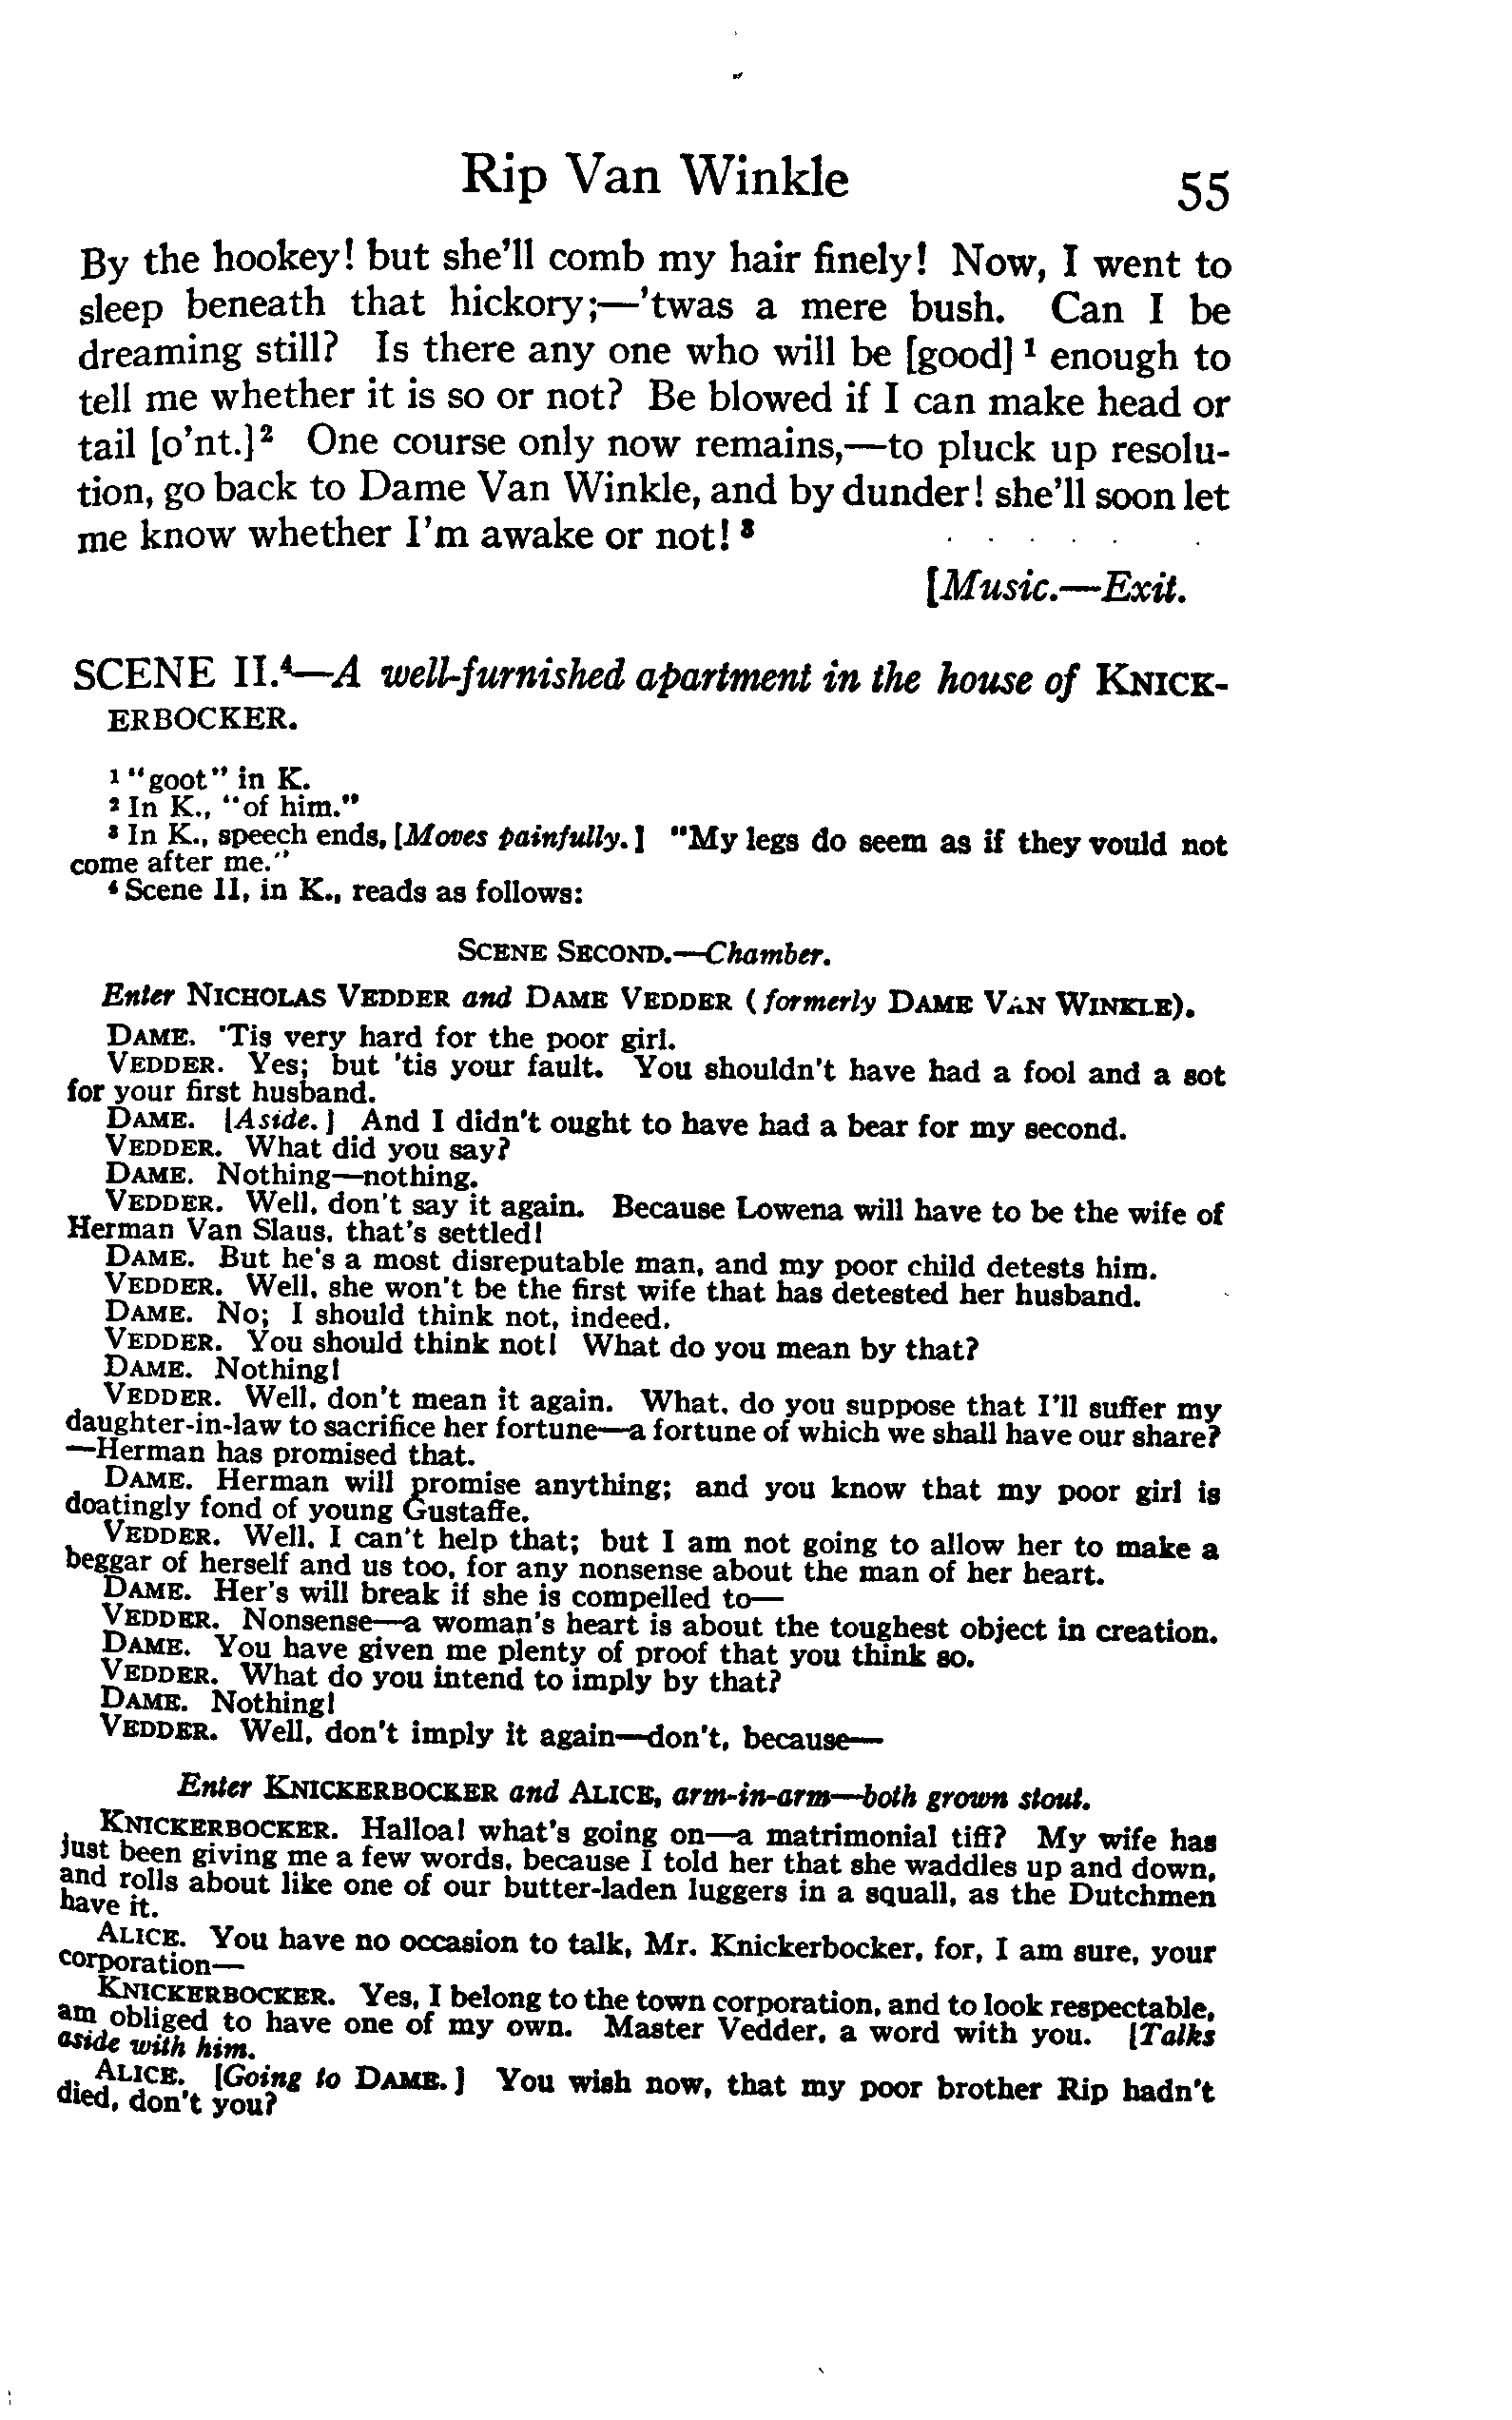 Rip Van Winkle 55
By the hookey! but she'll comb my hair finely! Now, I went to
sleep beneath that hickory;—'twas a mere bush. Can I be
dreaming still? Is there any one who will be [good] ¹ enough to
tell me whether it is so or not? Be blowed if I can make head or
tail [o'nt.]² One course only now remains,—to pluck up resolu-
tion, go back to Dame Van Winkle, and by dunder! she'll soon let
me know whether I'm awake or not! ³
[Music.—Exit.
SCENE II.⁴—A well-furnished apartment in the house of KNICK-
ERBOCKER.
¹ "goot" in K.
² In K., "of him."
³ In K., speech ends, [Moves painfully.] "My legs do seem as if they vould not
come after me."
⁴ Scene II, in K., reads as follows:
SCENE SECOND.—Chamber.
Enter NICHOLAS VEDDER and DAME VEDDER (formerly DAME VAN WINKLE).
DAME. 'Tis very hard for the poor girl.
VEDDER. Yes; but 'tis your fault. You shouldn't have had a fool and a sot
for your first husband.
DAME. [Aside.] And I didn't ought to have had a bear for my second.
VEDDER. What did you say?
DAME. Nothing—nothing.
VEDDER. Well, don't say it again. Because Lowena will have to be the wife of
Herman Van Slaus, that's settled!
DAME. But he's a most disreputable man, and my poor child detests him.
VEDDER. Well, she won't be the first wife that has detested her husband.
DAME. No; I should think not, indeed.
VEDDER. You should think not! What do you mean by that?
DAME. Nothing!
VEDDER. Well, don't mean it again. What, do you suppose that I'll suffer my
daughter-in-law to sacrifice her fortune—a fortune of which we shall have our share?
—Herman has promised that.
DAME. Herman will promise anything; and you know that my poor girl is
doatingly fond of young Gustaffe.
VEDDER. Well, I can't help that; but I am not going to allow her to make a
beggar of herself and us too, for any nonsense about the man of her heart.
DAME. Her's will break if she is compelled to—
VEDDER. Nonsense—a woman's heart is about the toughest object in creation.
DAME. You have given me plenty of proof that you think so.
VEDDER. What do you intend to imply by that?
DAME. Nothing!
VEDDER. Well, don't imply it again—don't, because—
Enter KNICKERBOCKER and ALICE, arm-in-arm—both grown stout.
KNICKERBOCKER. Halloa! what's going on—a matrimonial tiff? My wife has
just been giving me a few words, because I told her that she waddles up and down,
and rolls about like one of our butter-laden luggers in a squall, as the Dutchmen
have it.
ALICE. You have no occasion to talk, Mr. Knickerbocker, for, I am sure, your
corporation—
KNICKERBOCKER. Yes, I belong to the town corporation, and to look respectable,
am obliged to have one of my own. Master Vedder, a word with you. [Talks
aside with him.
ALICE. [Going to DAME.] You wish now, that my poor brother Rip hadn't
died, don't you?